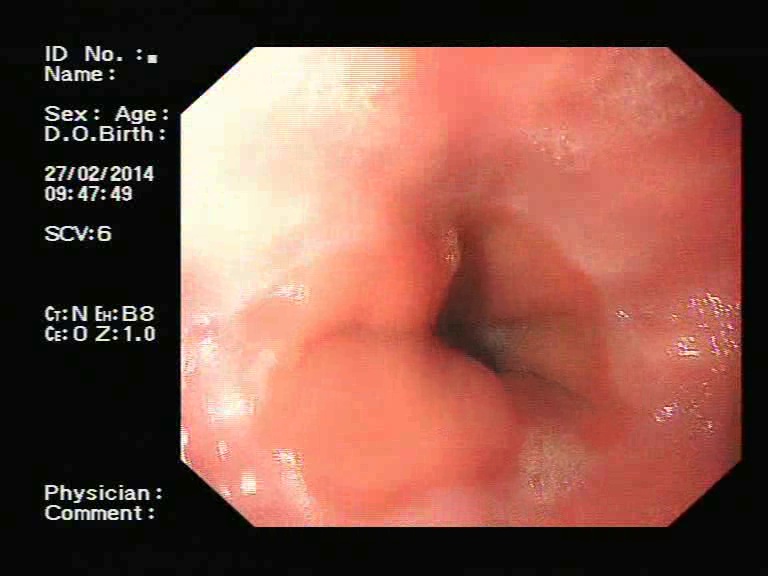 ID No. :
Name:
Sex: Age:
D.O.Birth:
27/02/2014
09:47:49
SCV:6
CT:N EH:B8
CE:0 Z:1.0
Physician:
Comment: